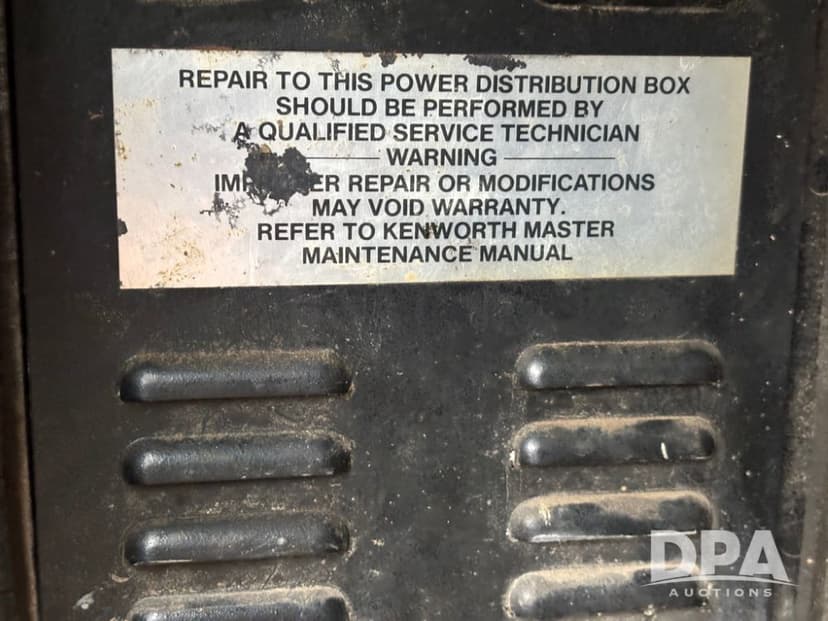 REPAIR TO THIS POWER DISTRIBUTION BOX
SHOULD BE PERFORMED BY
A QUALIFIED SERVICE TECHNICIAN
WARNING
REPAIR OR MODIFICATIONS
MAY VOID WARRANTY.
REFER TO KENWORTH MASTER
MAINTENANCE MANUAL
DPA
AUCTIONS